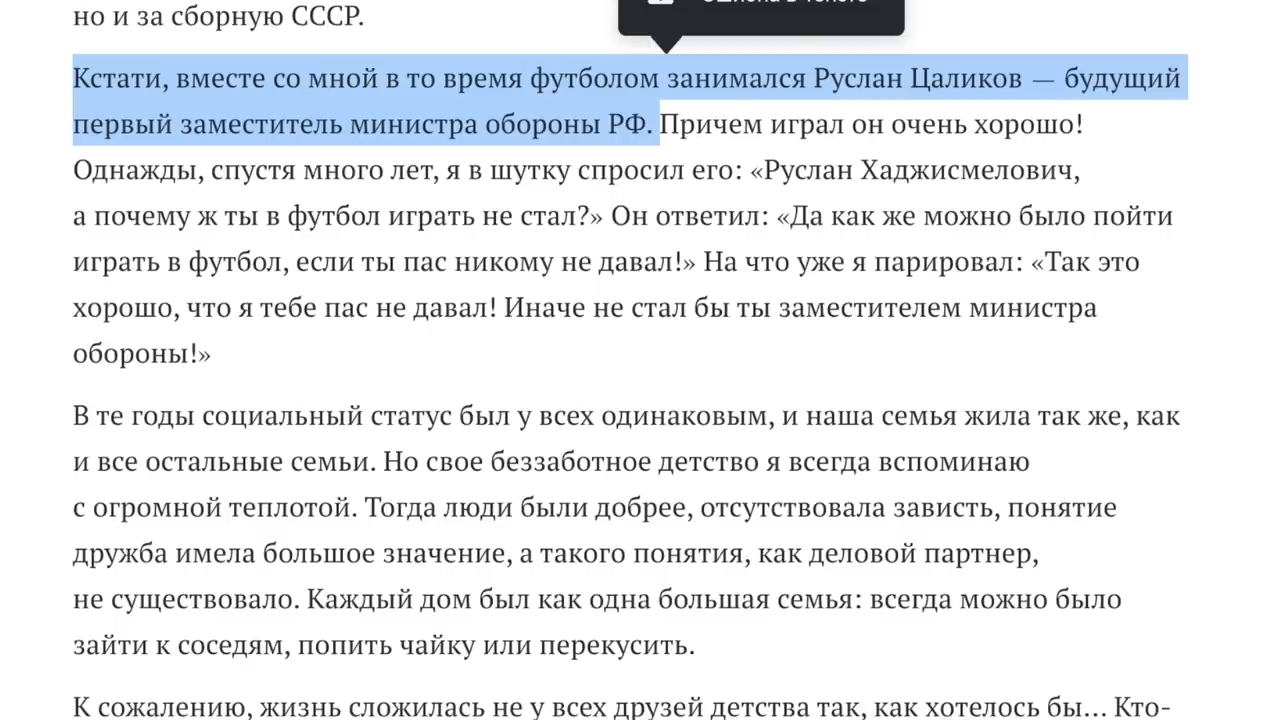 но и за сборную СССР.
Кстати, вместе со мной в то время футболом занимался Руслан Цаликов — будущий
первый заместитель министра обороны РФ. Причем играл он очень хорошо!
Однажды, спустя много лет, я в шутку спросил его: «Руслан Хаджисмелович,
а почему ж ты в футбол играть не стал?» Он ответил: «Да как же можно было пойти
играть в футбол, если ты пас никому не давал!» На что уже я парировал: «Так это
хорошо, что я тебе пас не давал! Иначе не стал бы ты заместителем министра
обороны!»
В те годы социальный статус был у всех одинаковым, и наша семья жила так же, как
и все остальные семьи. Но свое беззаботное детство я всегда вспоминаю
с огромной теплотой. Тогда люди были добрее, отсутствовала зависть, понятие
дружба имела большое значение, а такого понятия, как деловой партнер,
не существовало. Каждый дом был как одна большая семья: всегда можно было
зайти к соседям, попить чайку или перекусить.
К сожалению, жизнь сложилась не у всех друзей детства так, как хотелось бы... Кто-